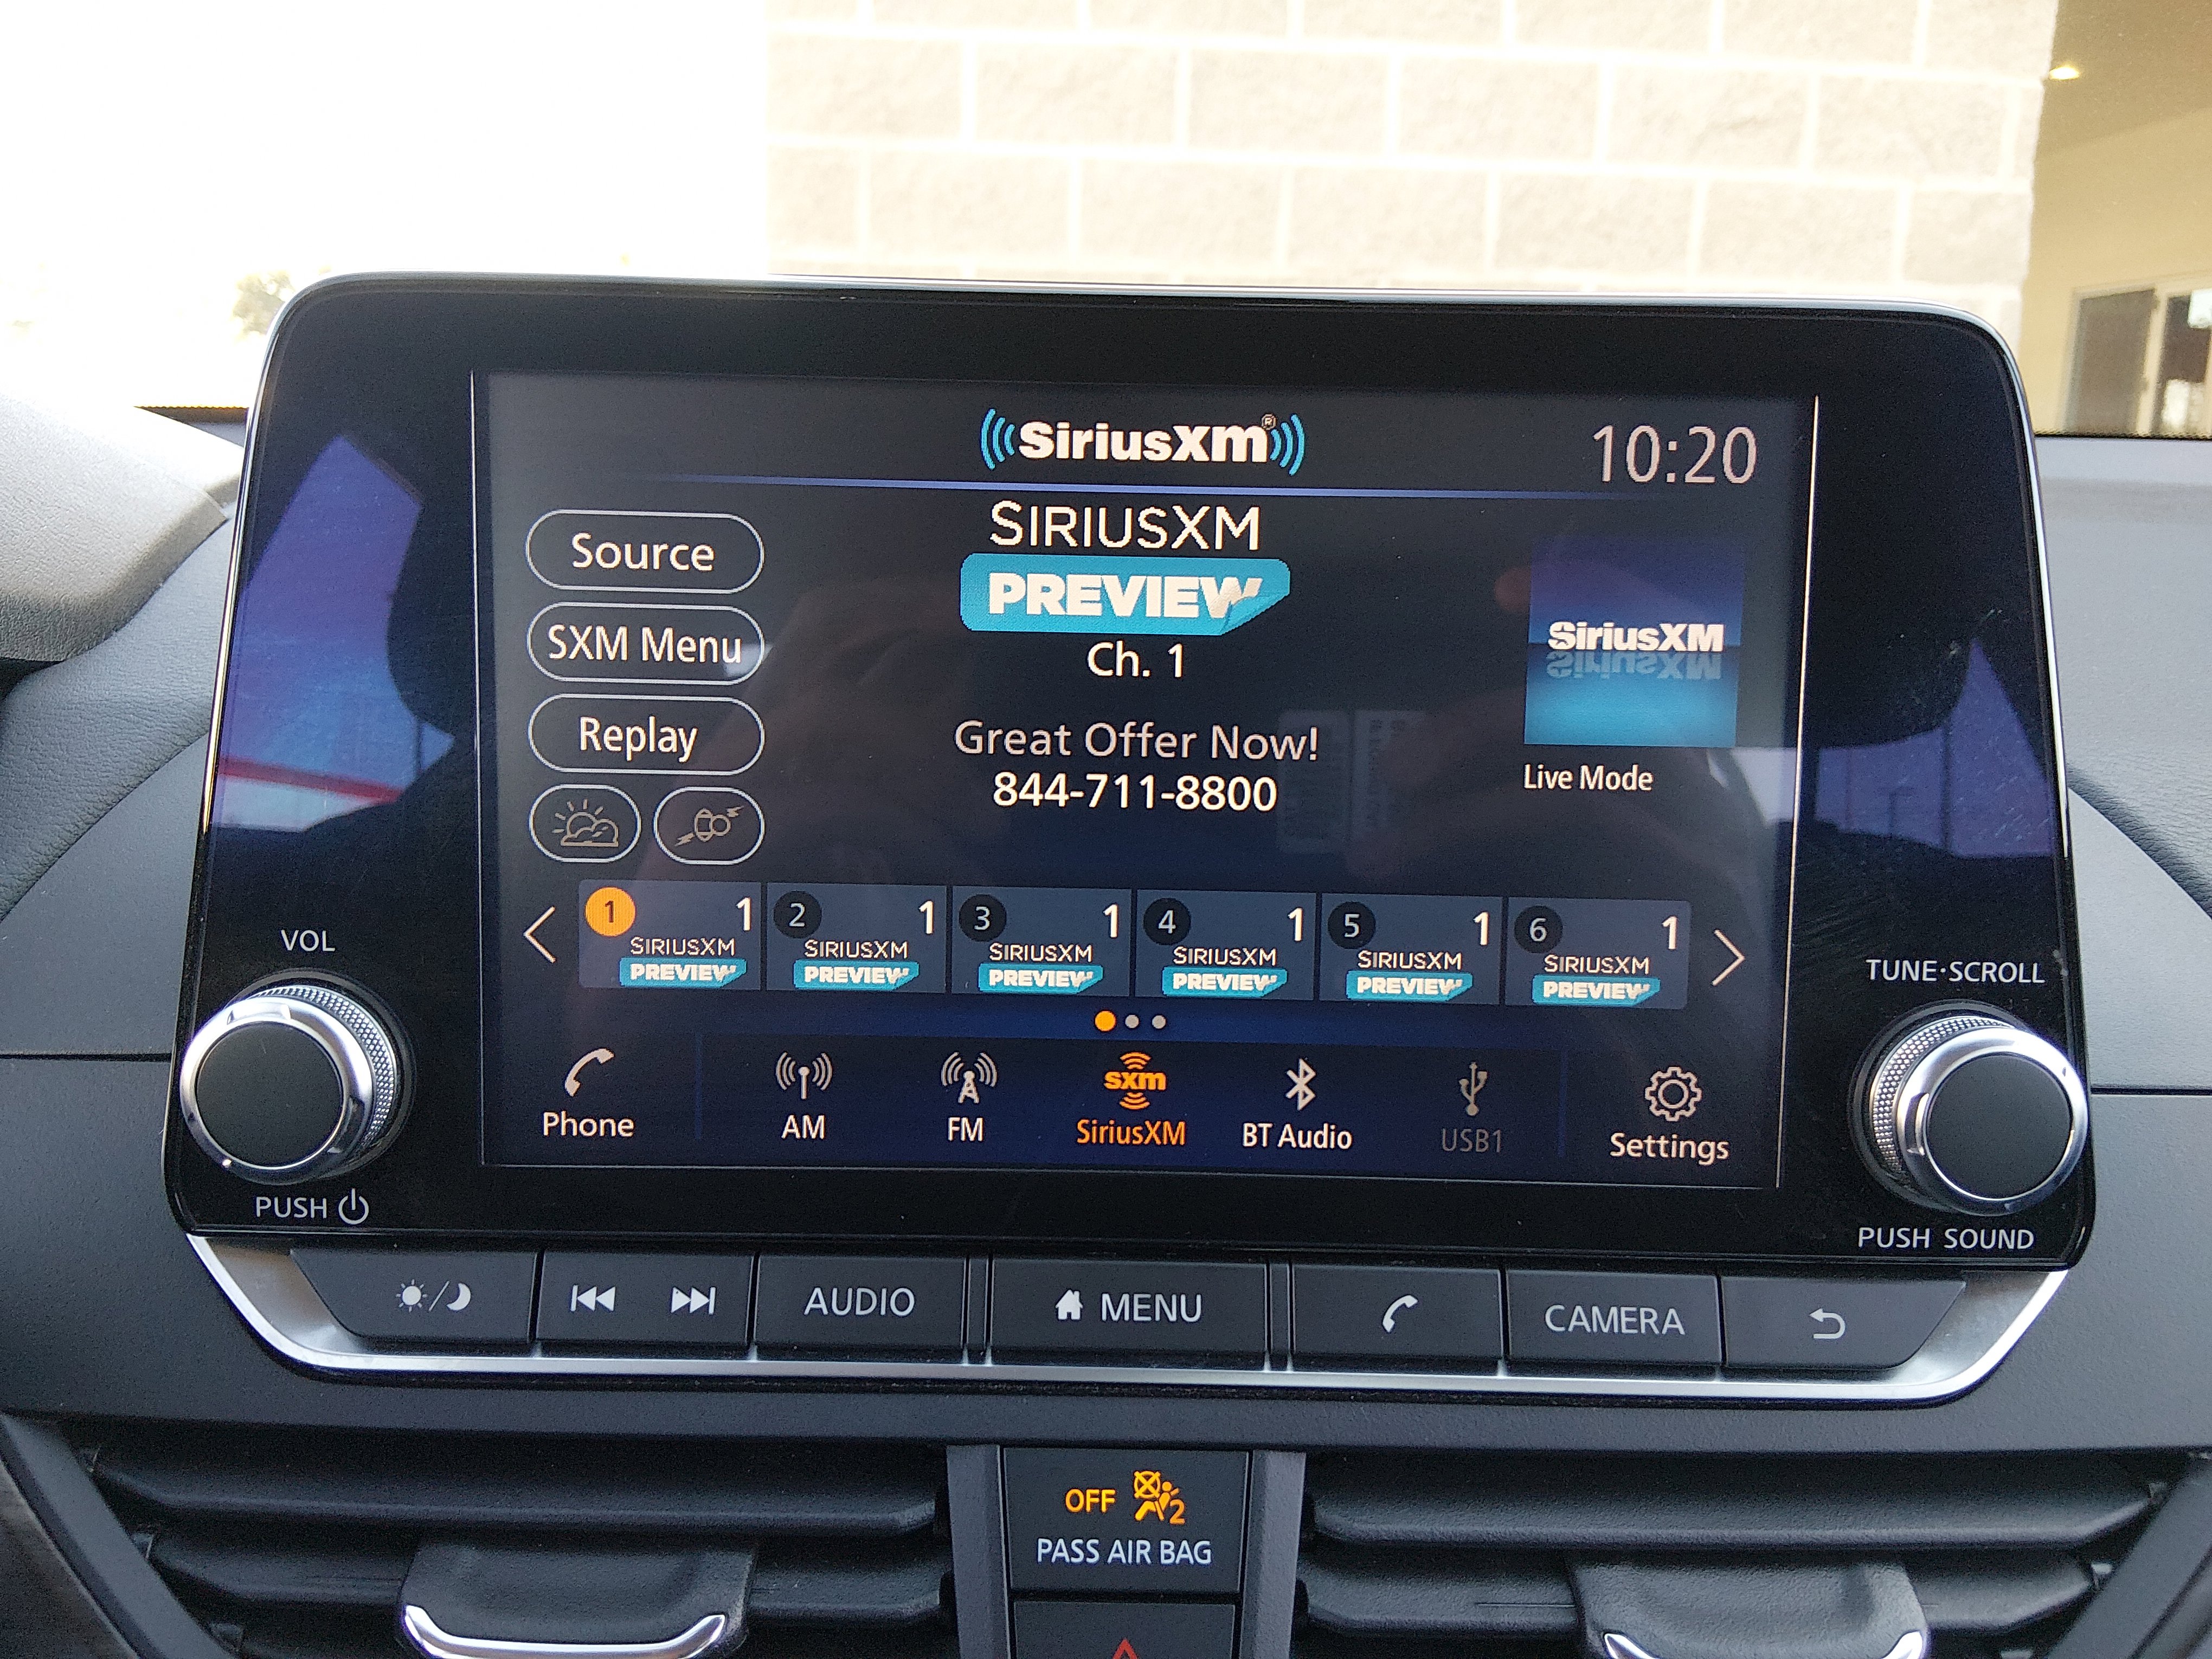 SiriusXM®
10:20
Source
SXM Menu
Replay
SIRIUSXM
PREVIEW
Ch. 1
Great Offer Now!
844-711-8800
SiriusXM
SiriusXM
Live Mode
1 1
SIRIUSXM
PREVIEW
2 1
SIRIUSXM
PREVIEW
3 1
SIRIUSXM
PREVIEW
4 1
SIRIUSXM
PREVIEW
5 1
SIRIUSXM
PREVIEW
6 1
SIRIUSXM
PREVIEW
Phone
AM
FM
sxm
SiriusXM
BT Audio
USB1
Settings
VOL
PUSH
TUNE·SCROLL
PUSH SOUND
AUDIO
MENU
CAMERA
OFF 2
PASS AIR BAG